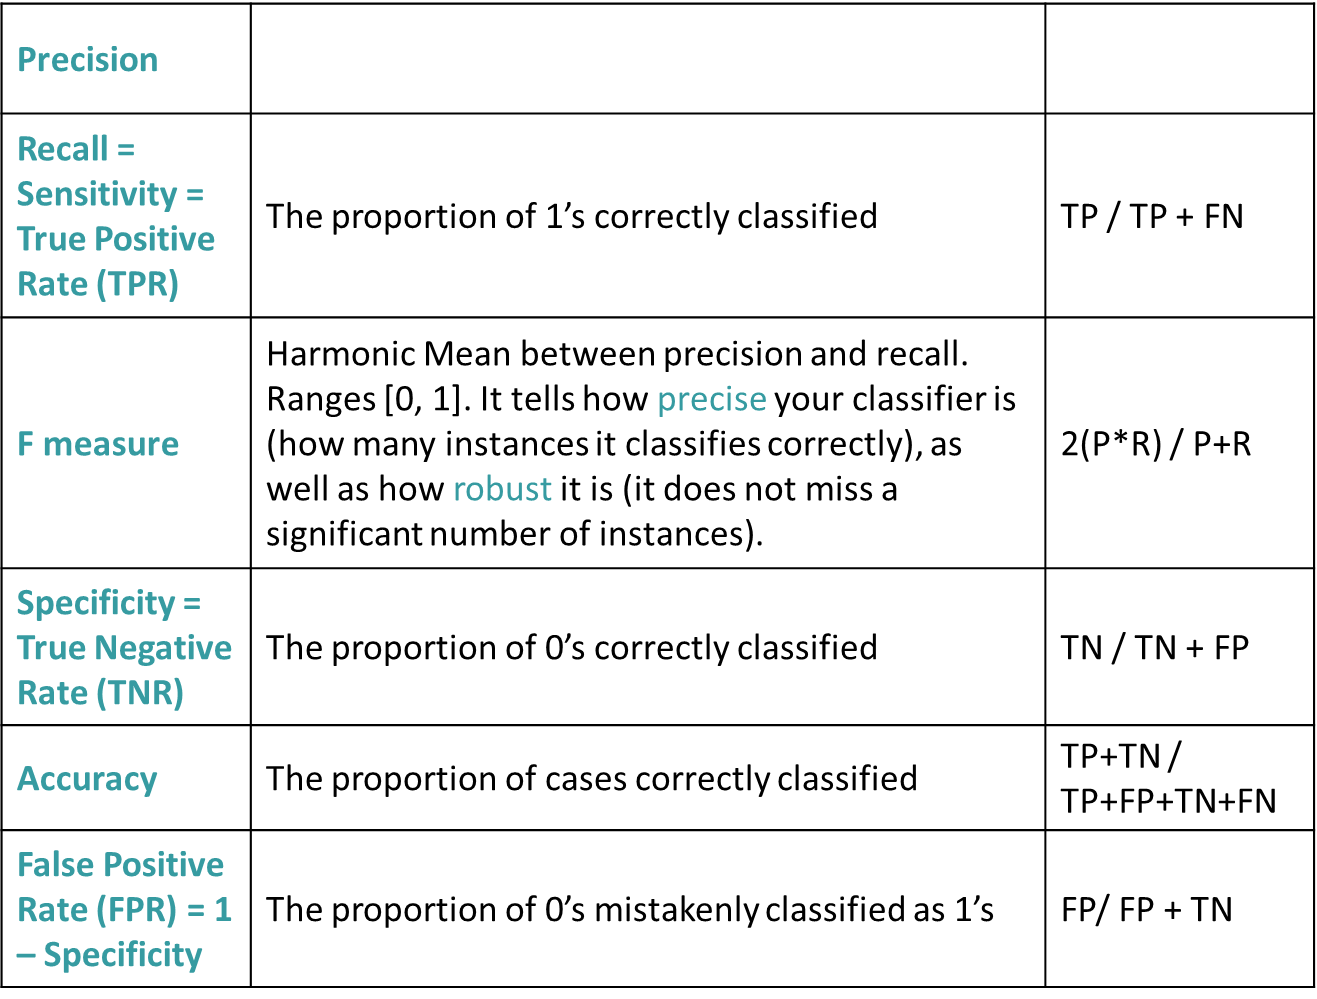 Precision
Recall =
Sensitivity =
True Positive
Rate (TPR)
The proportion of 1’s correctly classified
TP / TP + FN
F measure
Harmonic Mean between precision and recall.
Ranges [0, 1]. It tells how precise your classifier is
(how many instances it classifies correctly), as
well as how robust it is (it does not miss a
significant number of instances).
2(P*R) / P+R
Specificity =
True Negative
Rate (TNR)
The proportion of 0’s correctly classified
TN / TN + FP
Accuracy
The proportion of cases correctly classified
TP+TN /
TP+FP+TN+FN
False Positive
Rate (FPR) = 1
– Specificity
The proportion of 0’s mistakenly classified as 1’s
FP/ FP + TN